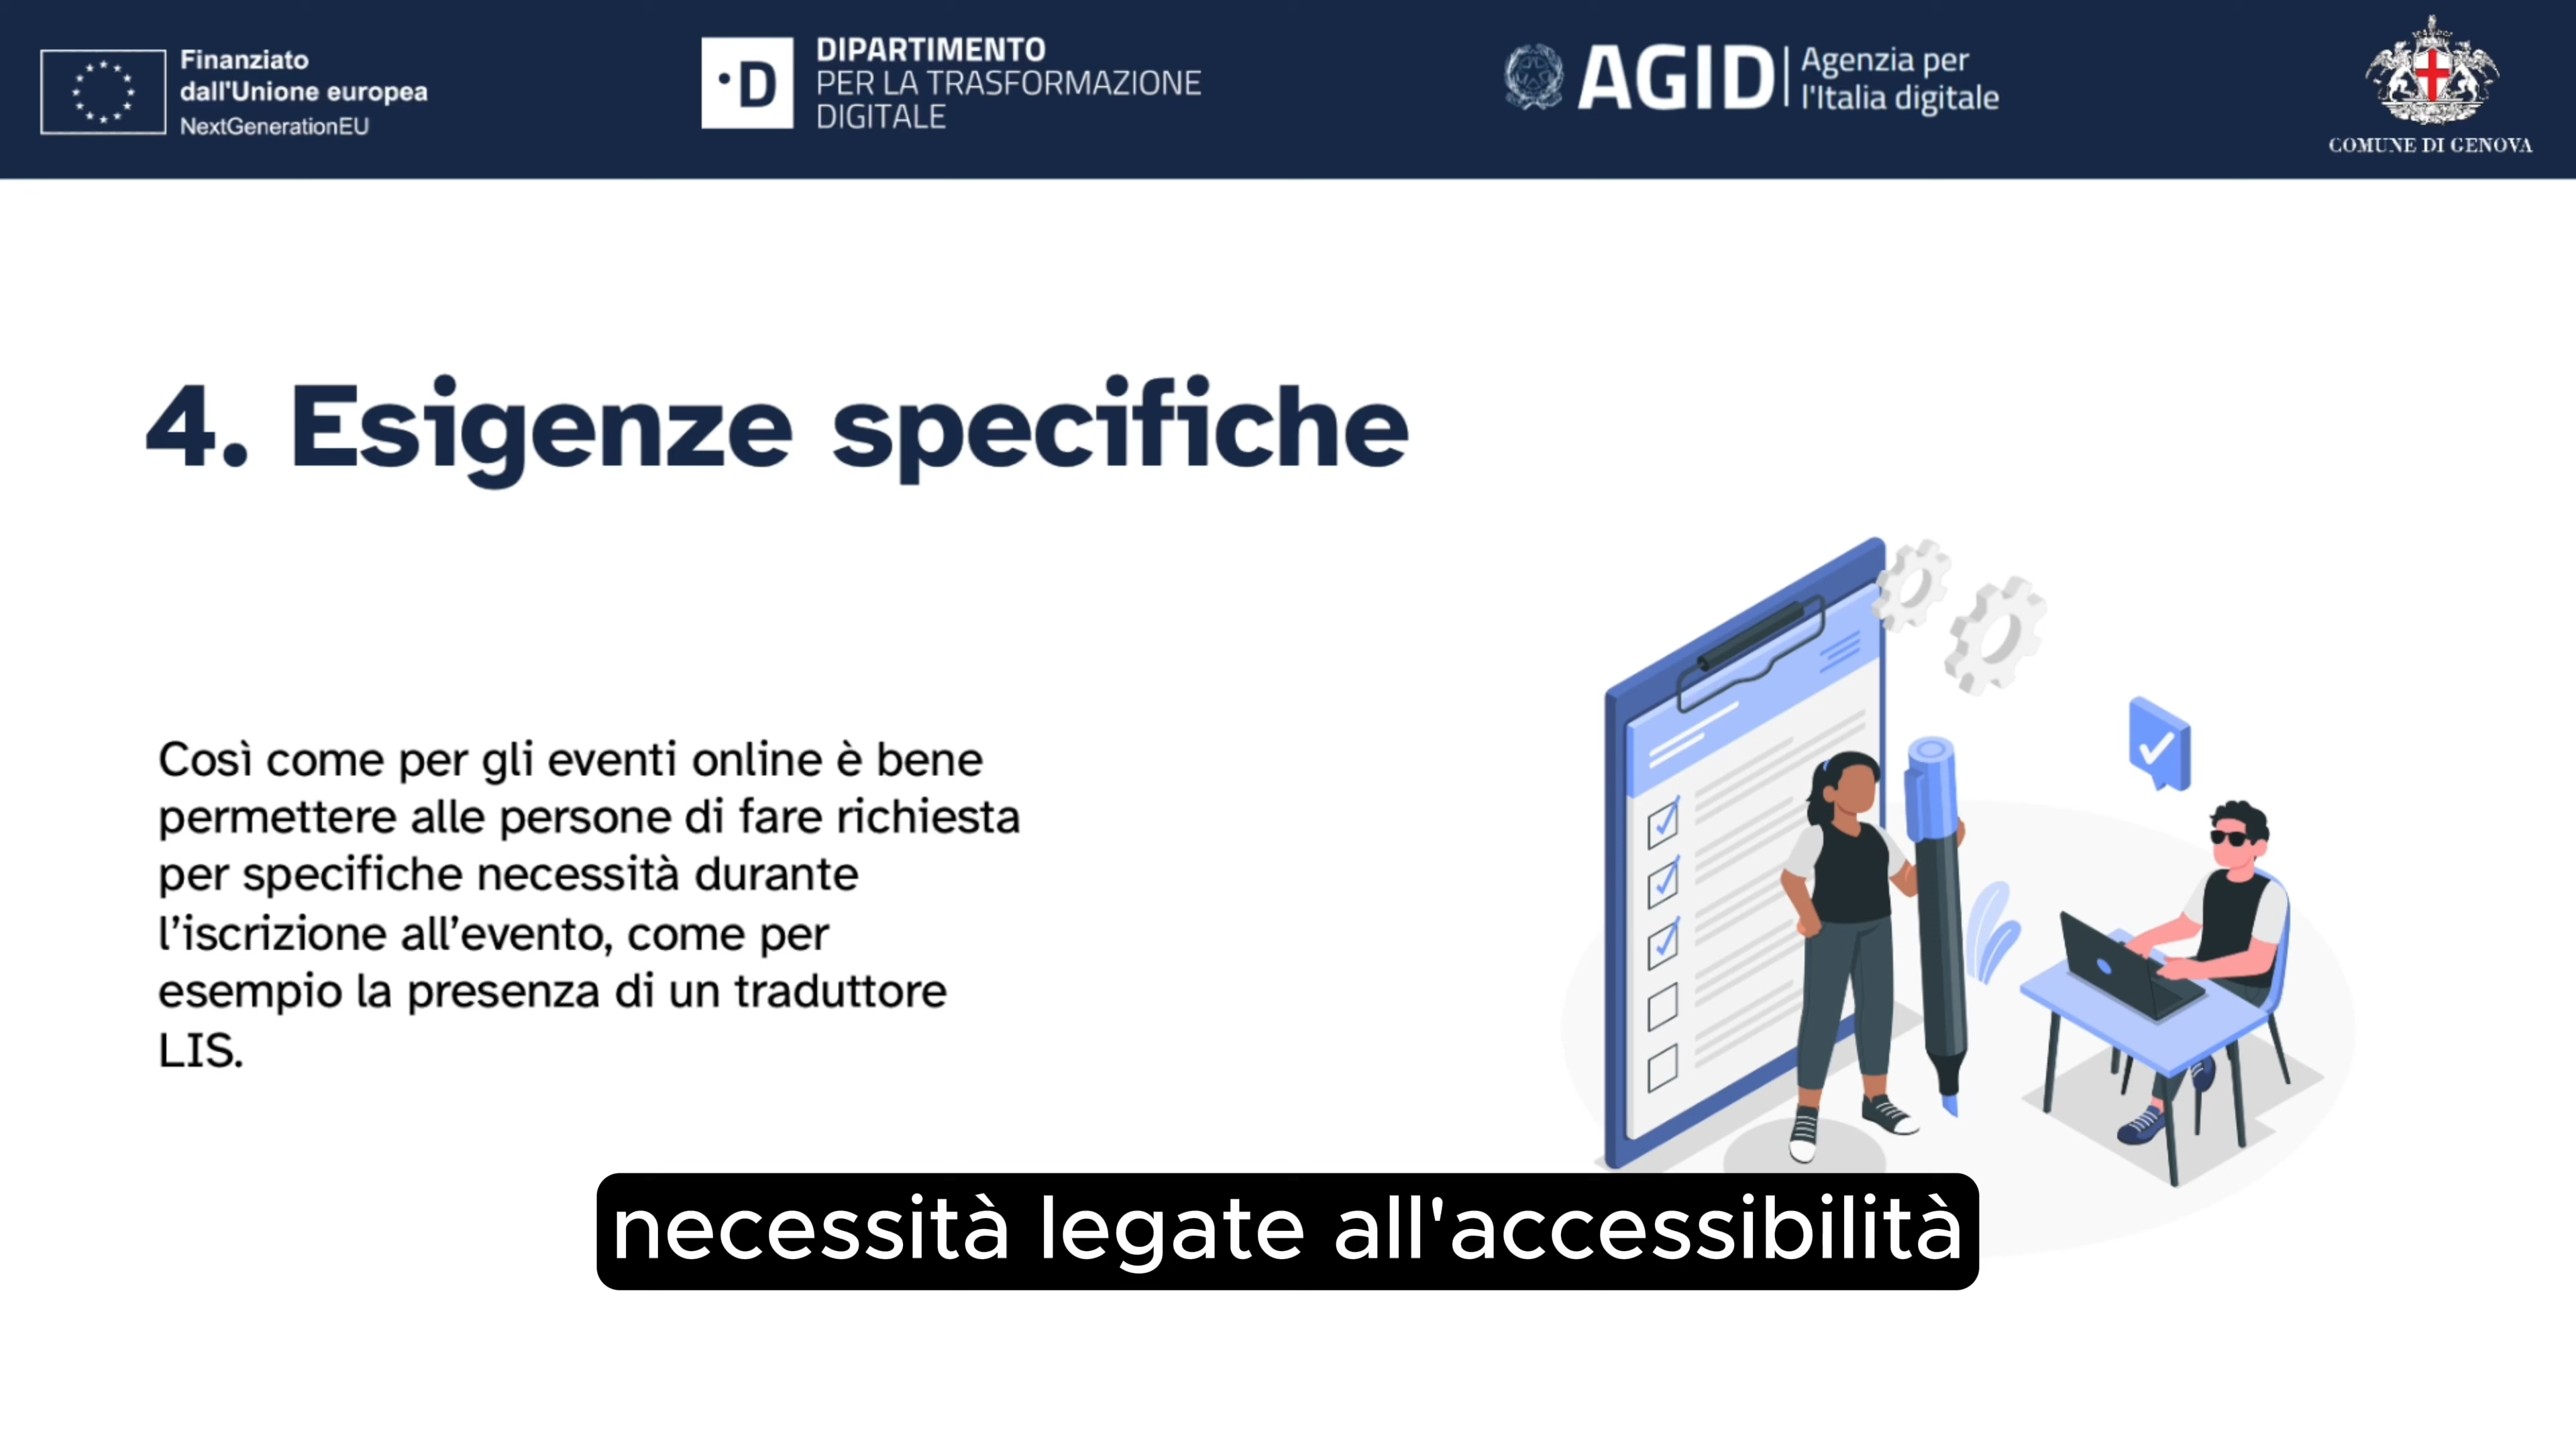 Finanziato
dall'Unione europea
NextGenerationEU
·D
DIPARTIMENTO
PER LA TRASFORMAZIONE
DIGITALE
AGID
Agenzia per
l'Italia digitale
COMUNE DI GENOVA
4. Esigenze specifiche
Così come per gli eventi online è bene
permettere alle persone di fare richiesta
per specifiche necessità durante
l’iscrizione all’evento, come per
esempio la presenza di un traduttore
LIS.
necessità legate all'accessibilità